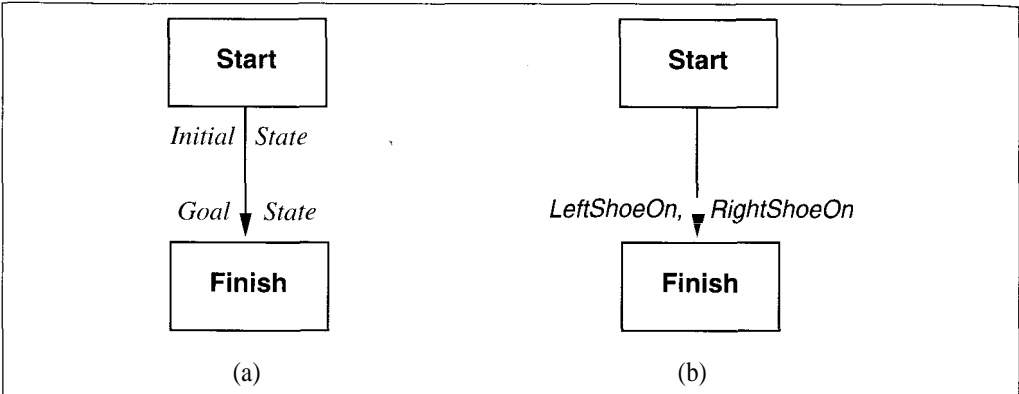 Start
Start
Initial State
Goal State
LeftShoeOn, RightShoeOn
Finish
Finish
(a)
(b)